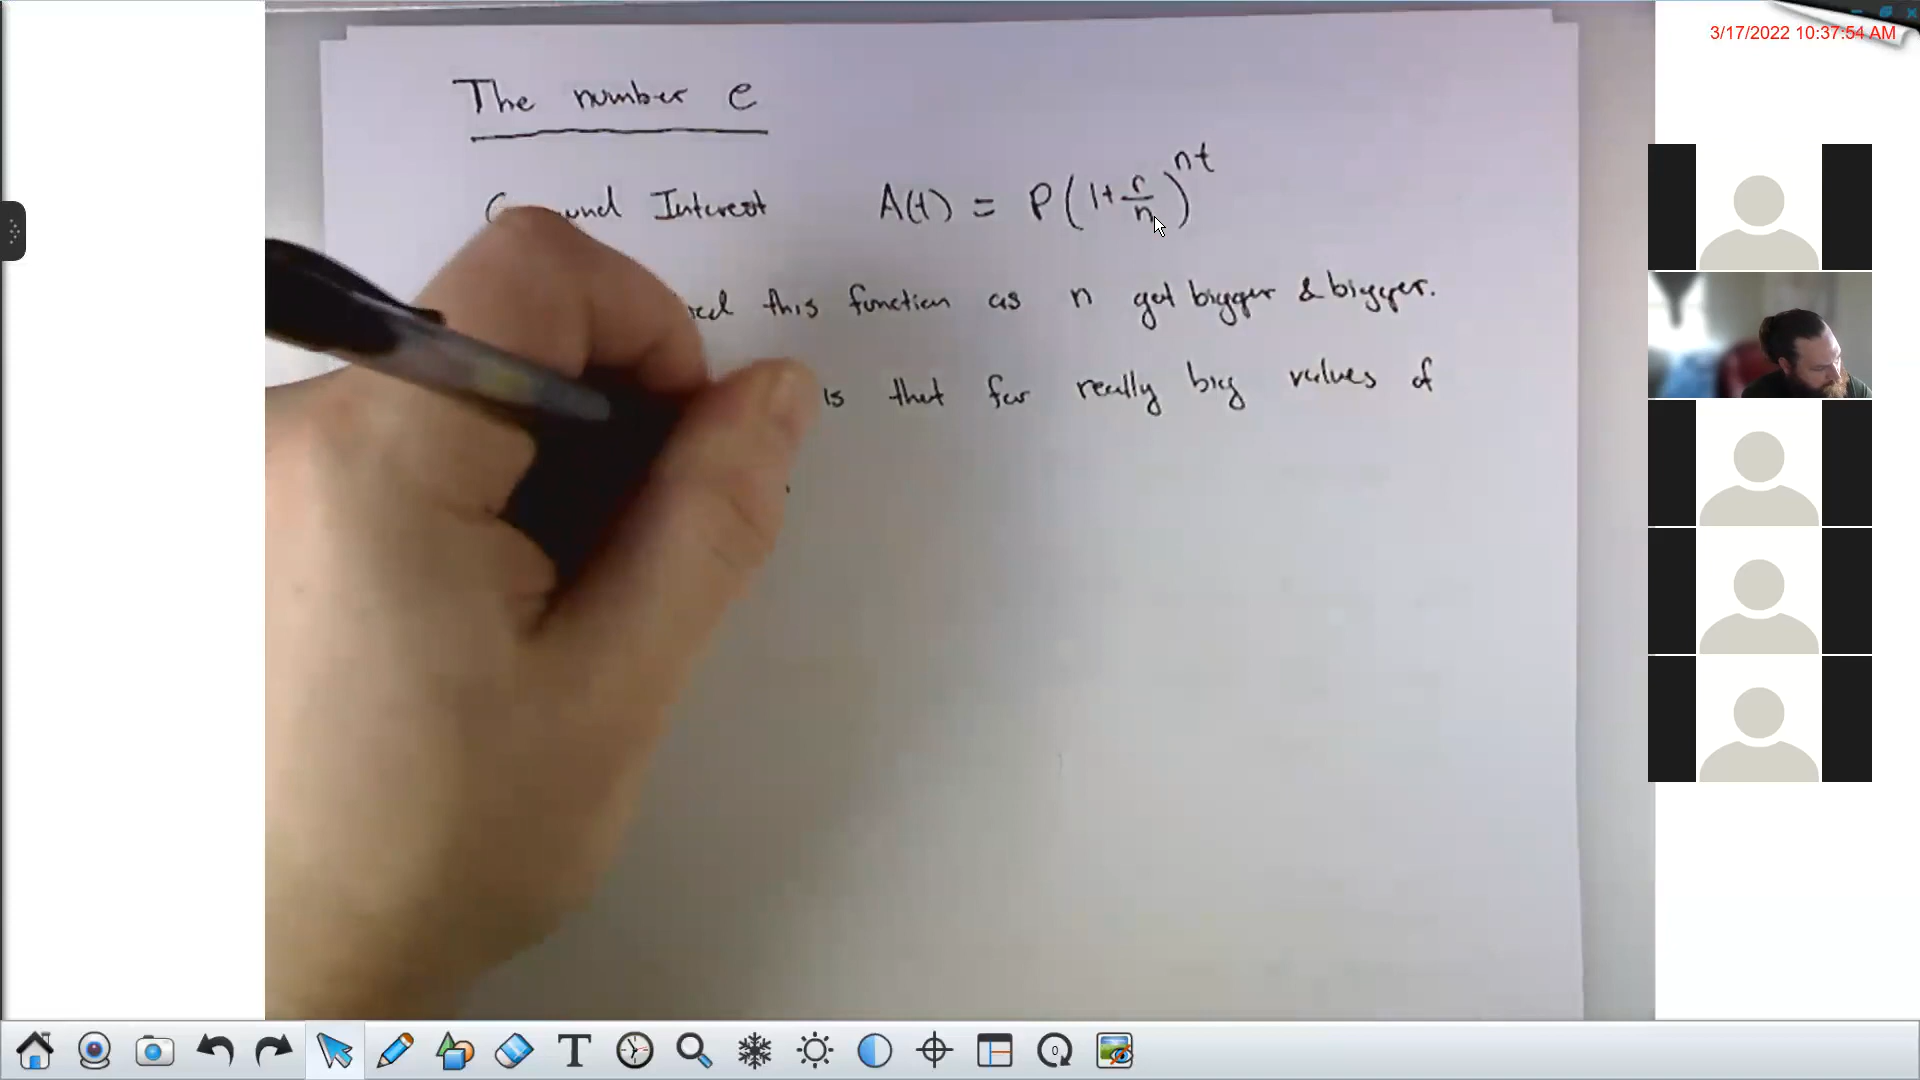 3/17/2022 10:37:54 AM
The number e
Interest A(t) = P(1+r/n)^nt
this function as n got bigger & bigger.
is that for really big values of
T
0